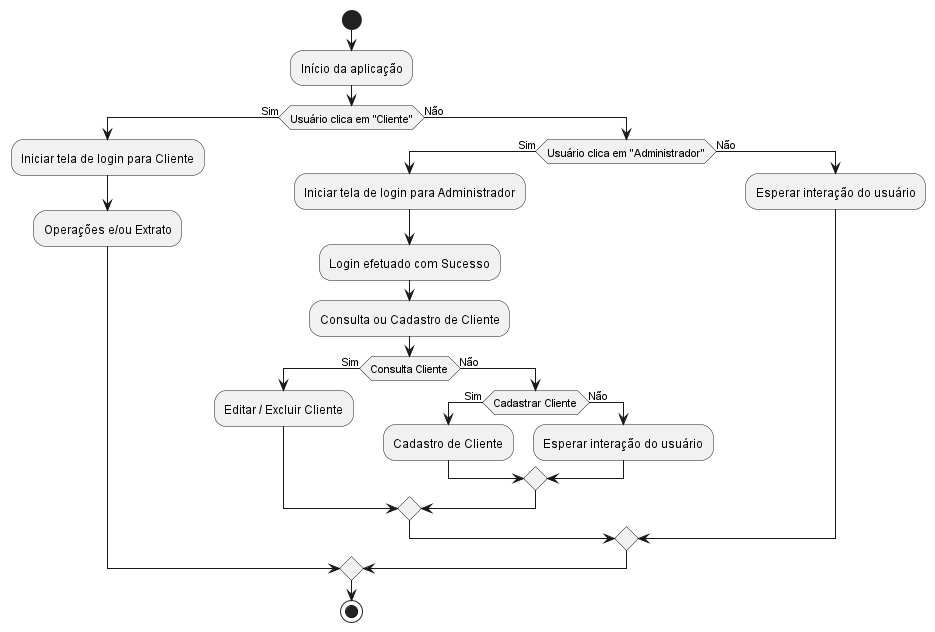 Início da aplicação
Sim
Usuário clica em "Cliente"
Não
Iniciar tela de login para Cliente
Operações e/ou Extrato
Sim
Usuário clica em "Administrador"
Não
Iniciar tela de login para Administrador
Login efetuado com Sucesso
Consulta ou Cadastro de Cliente
Sim
Consulta Cliente
Não
Editar / Excluir Cliente
Sim
Cadastrar Cliente
Não
Cadastro de Cliente
Esperar interação do usuário
Esperar interação do usuário